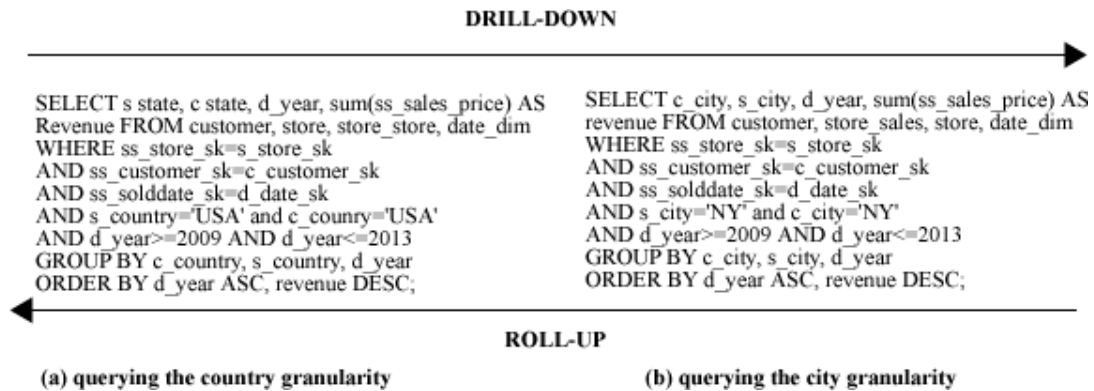 DRILL-DOWN
SELECT s state, c state, d_year, sum(ss_sales_price) AS
Revenue FROM customer, store, store_store, date_dim
WHERE ss_store_sk=s_store_sk
AND ss_customer_sk=c_customer_sk
AND ss_solddate_sk=d_date_sk
AND s_country='USA' and c_counry='USA'
AND d_year>=2009 AND d_year<=2013
GROUP BY c_country, s_country, d_year
ORDER BY d_year ASC, revenue DESC;
SELECT c_city, s_city, d_year, sum(ss_sales_price) AS
revenue FROM customer, store_sales, store, date_dim
WHERE ss_store_sk=s_store_sk
AND ss_customer_sk=c_customer_sk
AND ss_solddate_sk=d_date_sk
AND s_city='NY' and c_city='NY'
AND d_year>=2009 AND d_year<=2013
GROUP BY c_city, s_city, d_year
ORDER BY d_year ASC, revenue DESC;
ROLL-UP
(a) querying the country granularity
(b) querying the city granularity